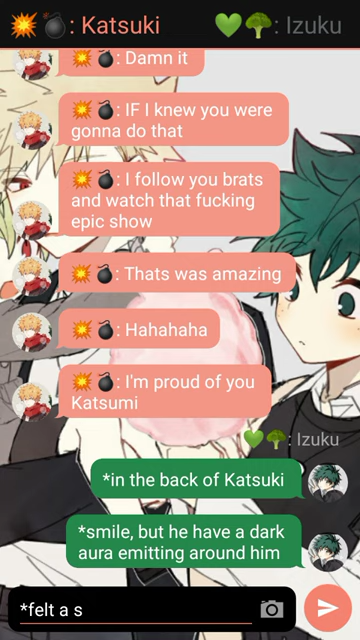 💥💣: Katsuki
💚🥦: Izuku
💥💣: Damn it
💥💣: IF I knew you were
gonna do that
💥💣: I follow you brats
and watch that fucking
epic show
💥💣: Thats was amazing
💥💣: Hahahaha
💥💣: I'm proud of you
Katsumi
💚🥦: Izuku
*in the back of Katsuki
*smile, but he have a dark
aura emitting around him
*felt a s